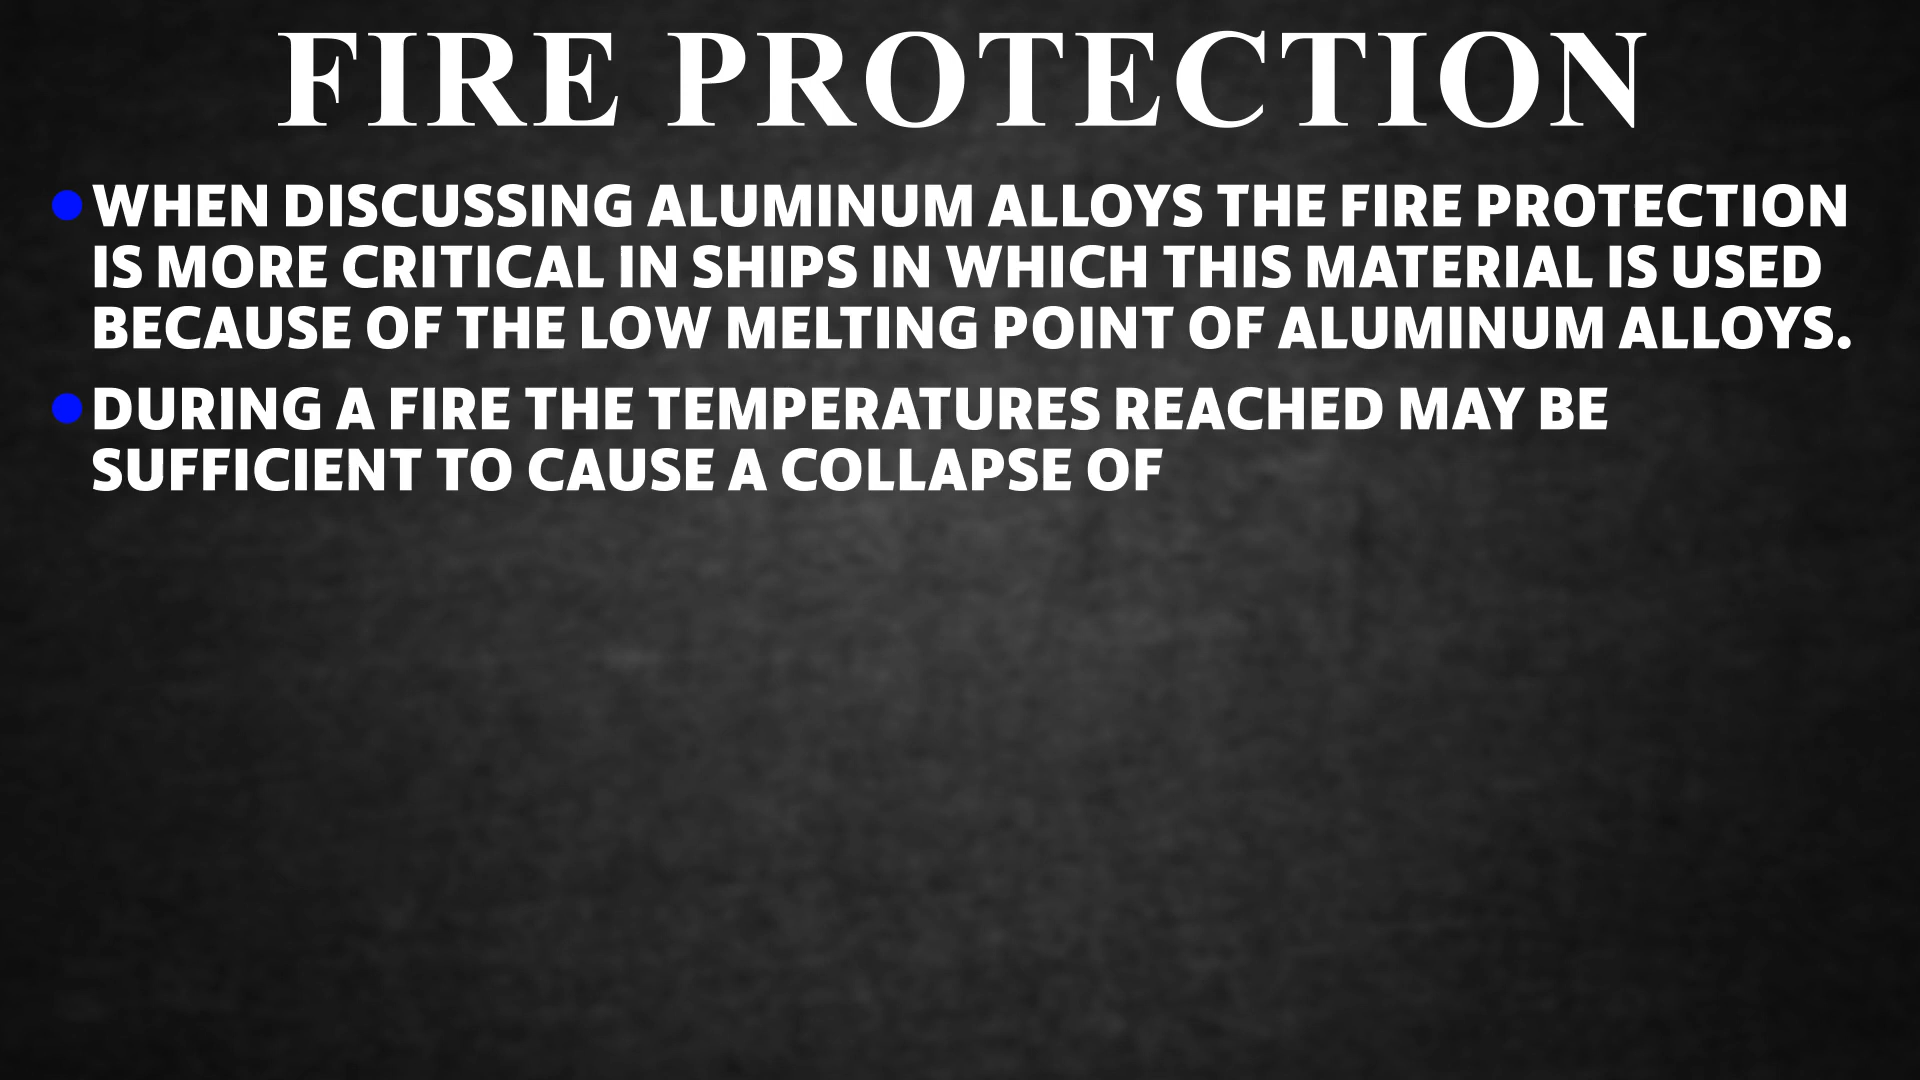 FIRE PROTECTION
WHEN DISCUSSING ALUMINUM ALLOYS THE FIRE PROTECTION
IS MORE CRITICAL IN SHIPS IN WHICH THIS MATERIAL IS USED
BECAUSE OF THE LOW MELTING POINT OF ALUMINUM ALLOYS.
DURING A FIRE THE TEMPERATURES REACHED MAY BE
SUFFICIENT TO CAUSE A COLLAPSE OF